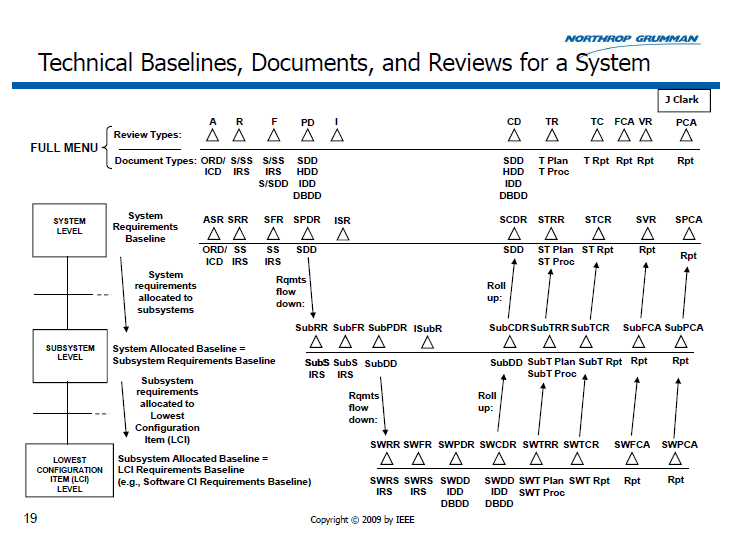 NORTHROP GRUMMAN
Technical Baselines, Documents, and Reviews for a System
J Clark
A R F PD I CD TR TC FCA VR PCA
Review Types:
FULL MENU
Document Types: ORD/ S/SS S/SS SDD SDD T Plan T Rpt Rpt Rpt Rpt
ICD IRS IRS HDD HDD T Proc
S/SDD IDD IDD
DBDD DBDD
SYSTEM
LEVEL
System
Requirements
Baseline
ASR SRR SFR SPDR ISR SCDR STRR STCR SVR SPCA
ORD/ SS SS SDD SDD ST Plan ST Rpt Rpt Rpt
ICD IRS IRS ST Proc
System
requirements
allocated to
subsystems
Rqmts
flow
down:
Roll
up:
SubRR SubFR SubPDR ISubR SubCDR SubTRR SubTCR SubFCA SubPCA
SUBSYSTEM
LEVEL
System Allocated Baseline =
Subsystem Requirements Baseline
SubS SubS SubDD SubDD SubT Plan SubT Rpt Rpt Rpt
IRS IRS SubT Proc
Subsystem
requirements
allocated to
Lowest
Configuration
Item (LCI)
Rqmts
flow
down:
Roll
up:
SWRR SWFR SWPDR SWCDR SWTRR SWTCR SWFCA SWPCA
LOWEST
CONFIGURATION
ITEM (LCI)
LEVEL
Subsystem Allocated Baseline =
LCI Requirements Baseline
(e.g., Software CI Requirements Baseline)
SWRS SWRS SWDD SWDD SWT Plan SWT Rpt Rpt Rpt
IRS IRS IDD IDD SWT Proc
DBDD DBDD
19
Copyright © 2009 by IEEE